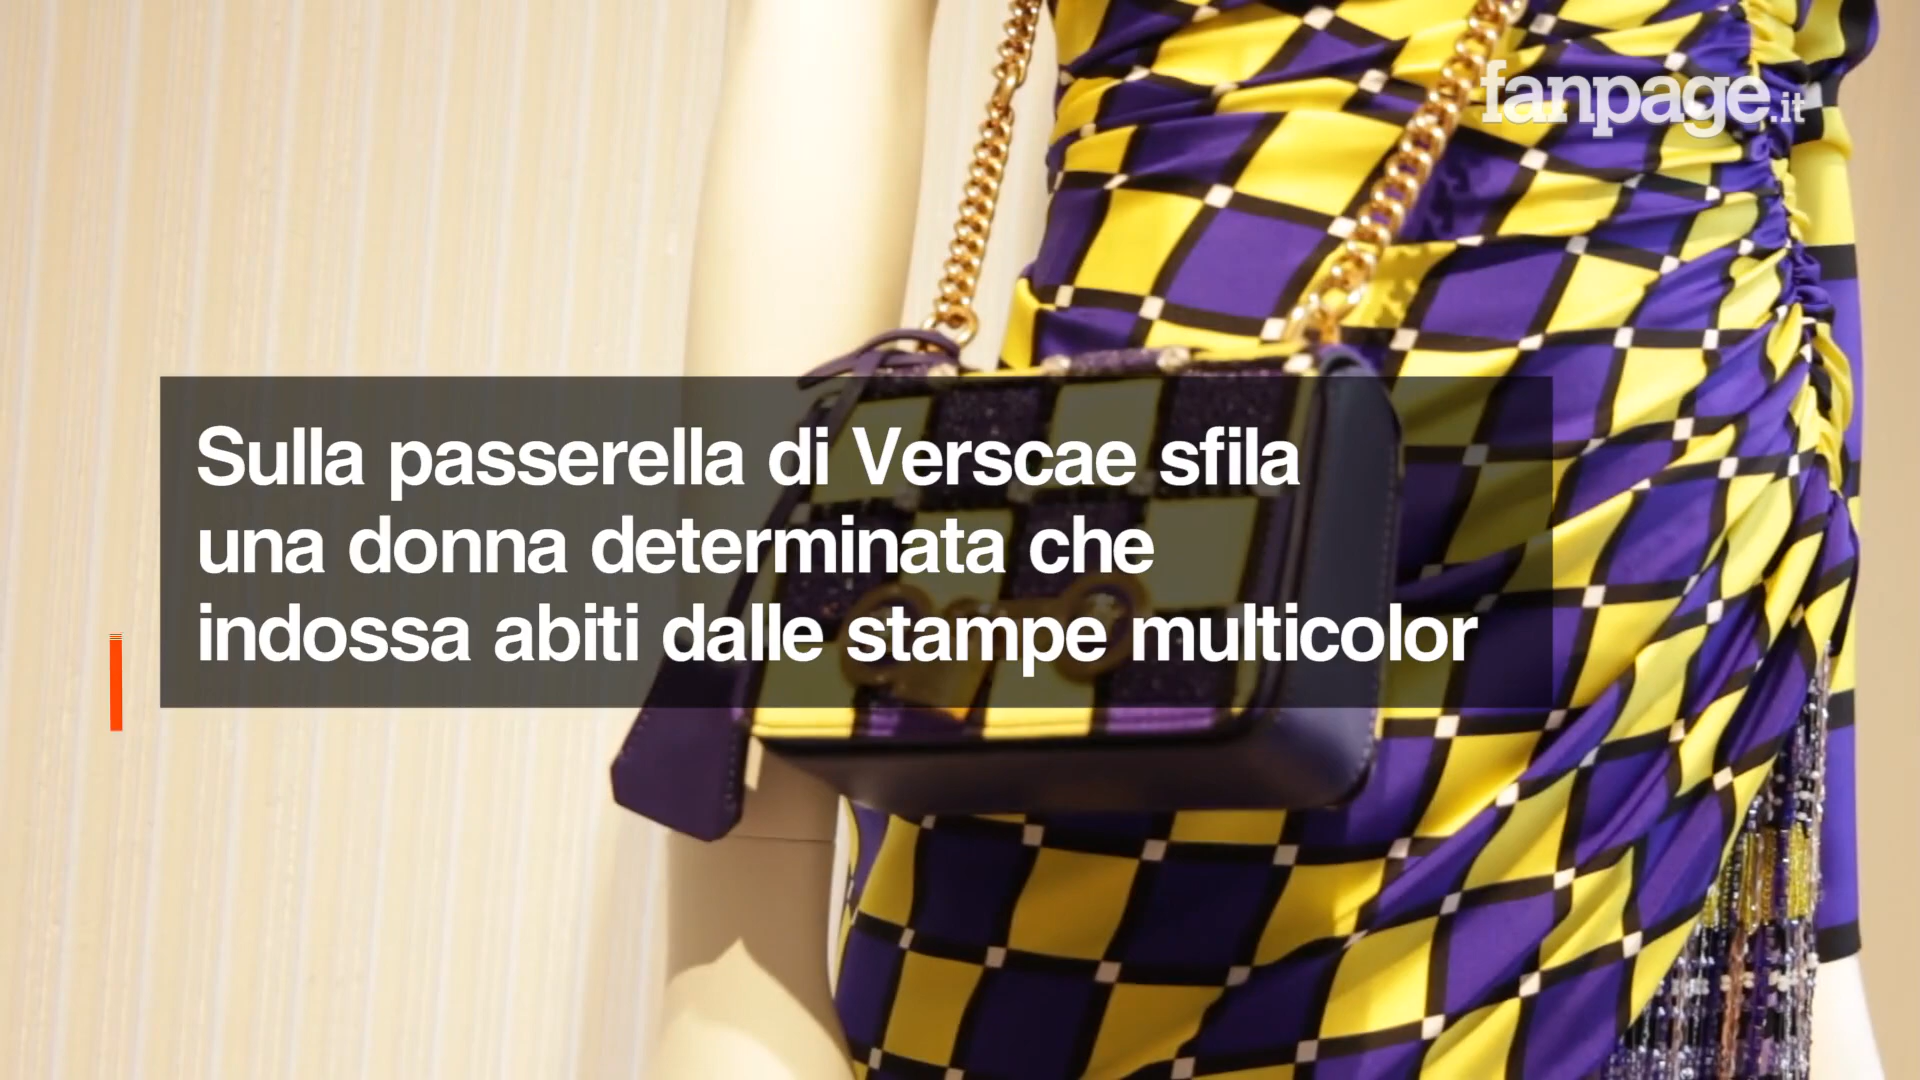 fanpage.it
Sulla passerella di Verscae sfila
una donna determinata che
indossa abiti dalle stampe multicolor